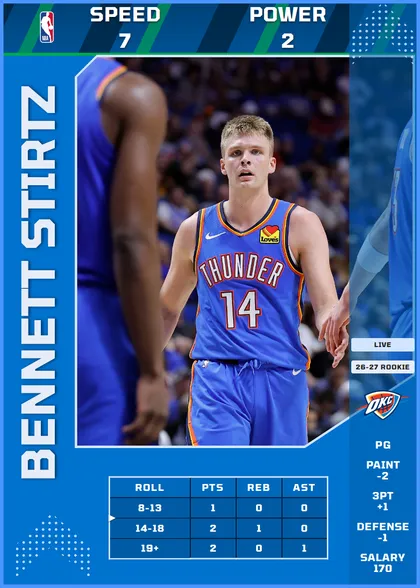 SPEED
7
POWER
2
BENNETT STIRTZ
Loves
THUNDER
14
LIVE
26-27 ROOKIE
OKC
PG
PAINT
-2
3PT
+1
DEFENSE
-1
SALARY
170
ROLL PTS REB AST
8-13 1 0 0
14-18 2 1 0
19+ 2 0 1